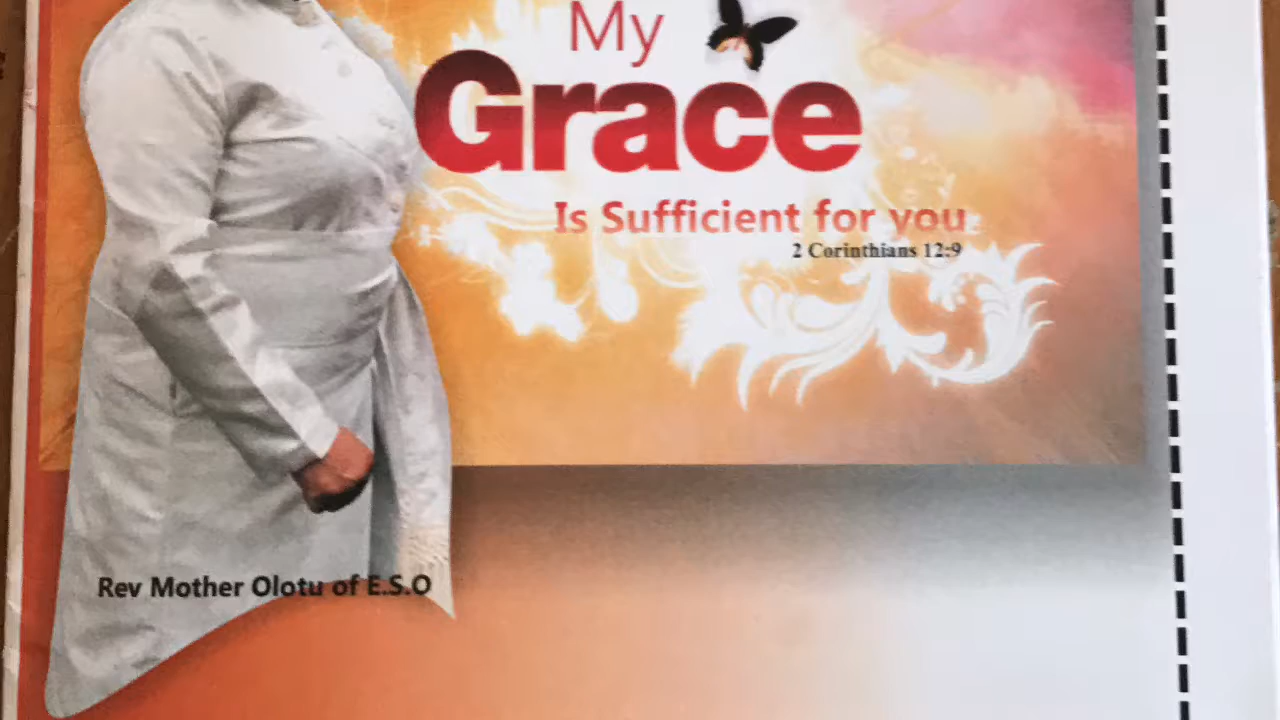 My
Grace
Is Sufficient for you
2 Corinthians 12:9
Rev Mother Olotu of E.S.O